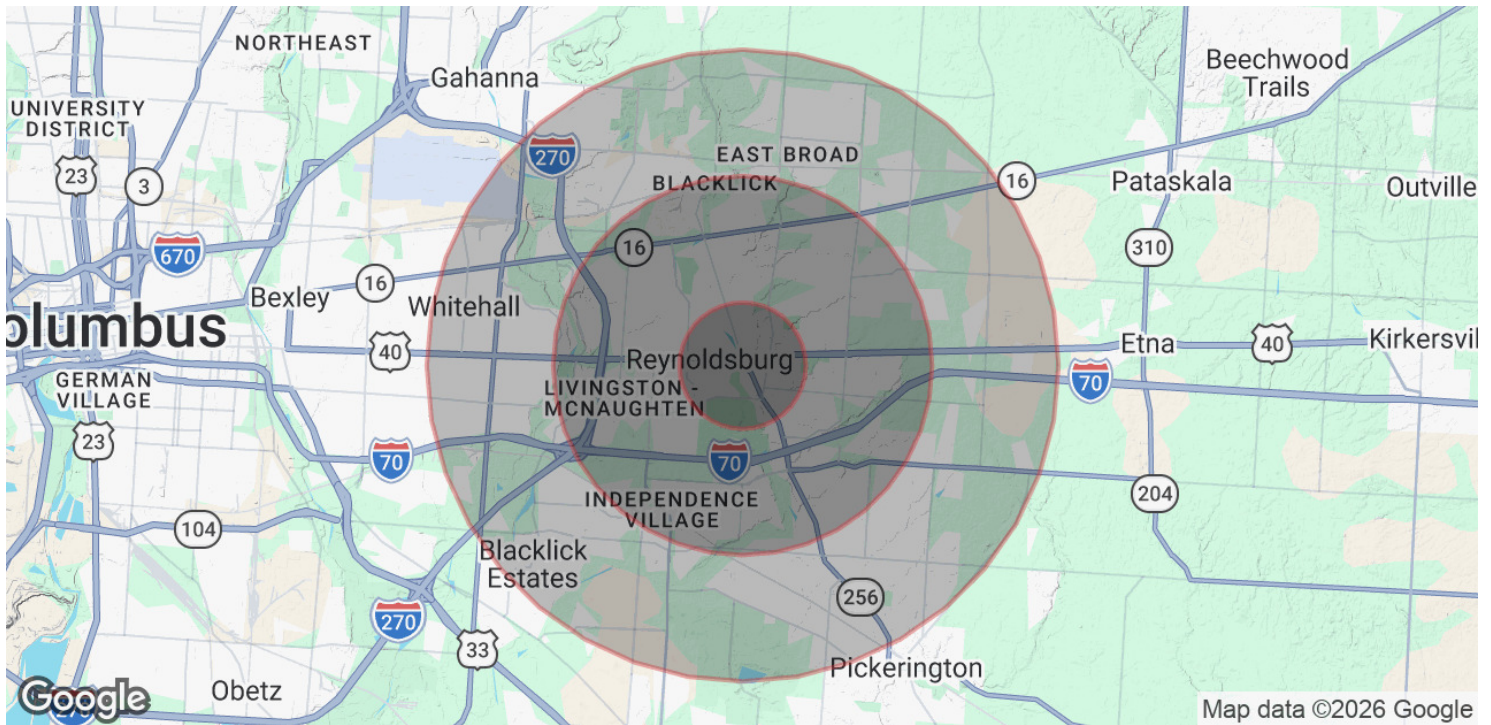 NORTHEAST
Gahanna
Beechwood
Trails
UNIVERSITY
DISTRICT
23
3
270
EAST BROAD
BLACKLICK
16
Pataskala
Outville
670
16
310
16
Bexley
Whitehall
olumbus
40
Reynoldsburg
Etna
40
Kirkersvil
GERMAN
VILLAGE
LIVINGSTON -
MCNAUGHTEN
70
23
70
70
204
INDEPENDENCE
VILLAGE
104
Blacklick
Estates
256
270
33
Pickerington
Obetz
270
Google
Map data ©2026 Google